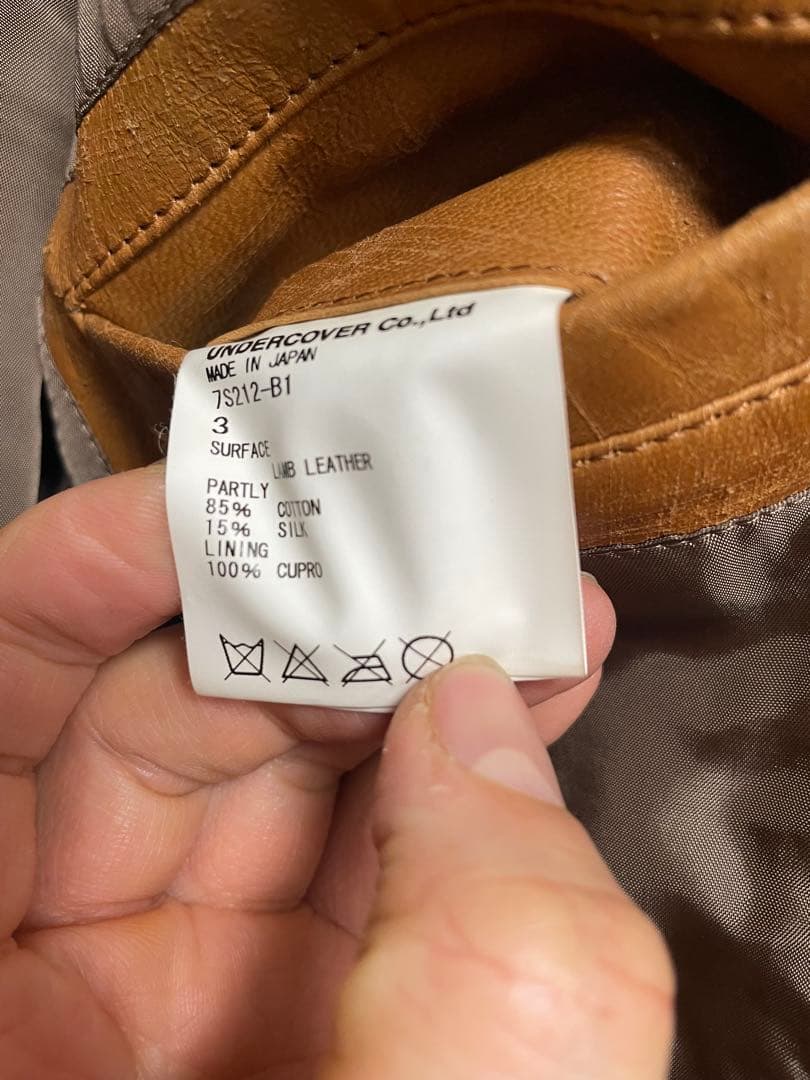 UNDERCOVER Co.,Ltd
MADE IN JAPAN
7S212-B1
3
SURFACE
LAMB LEATHER
PARTLY
85% COTTON
15% SILK
LINING
100% CUPRO